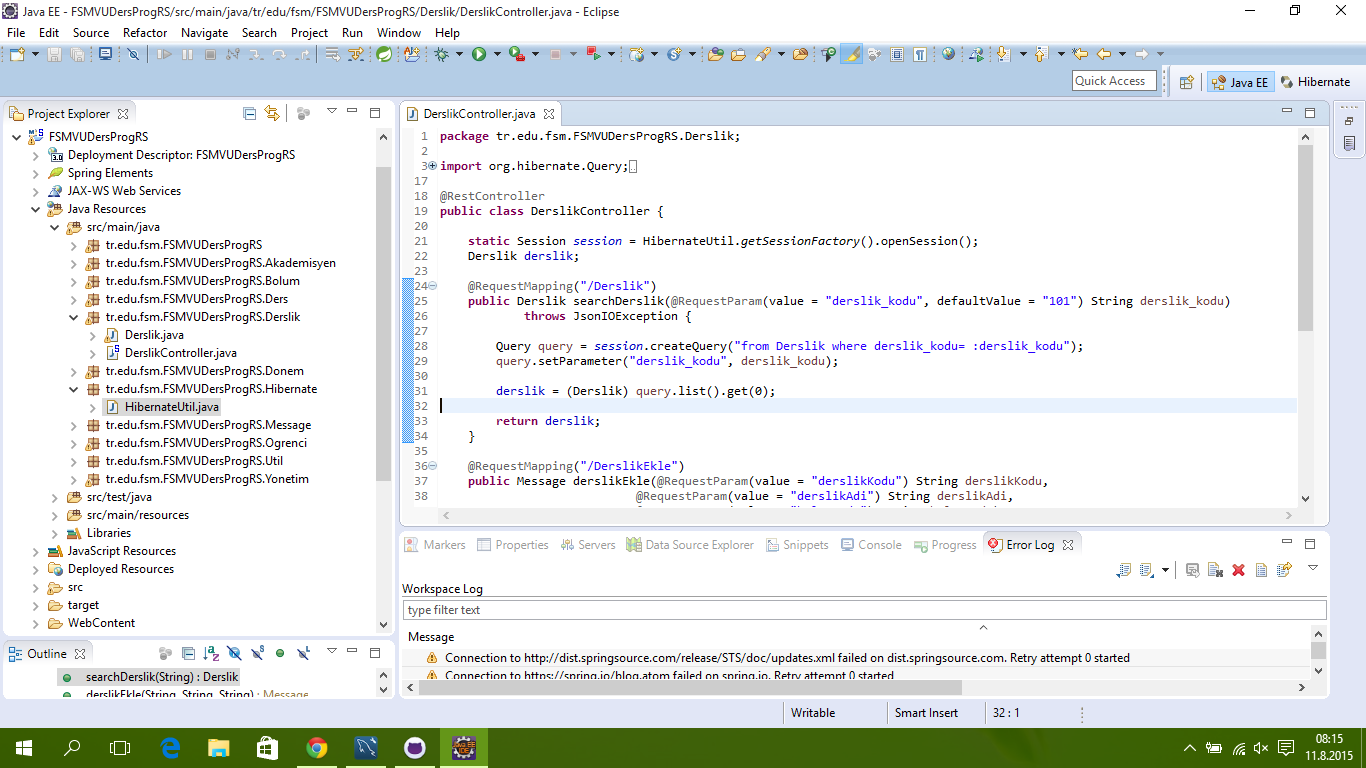 Java EE - FSMVUDersProgRS/src/main/java/tr/edu/fsm/FSMVUDersProgRS/Derslik/DerslikController.java - Eclipse
File Edit Source Refactor Navigate Search Project Run Window Help
Quick Access
Java EE
Hibernate
Project Explorer
FSMVUDersProgRS
Deployment Descriptor: FSMVUDersProgRS
Spring Elements
JAX-WS Web Services
Java Resources
src/main/java
tr.edu.fsm.FSMVUDersProgRS
tr.edu.fsm.FSMVUDersProgRS.Akademisyen
tr.edu.fsm.FSMVUDersProgRS.Bolum
tr.edu.fsm.FSMVUDersProgRS.Ders
tr.edu.fsm.FSMVUDersProgRS.Derslik
Derslik.java
DerslikController.java
tr.edu.fsm.FSMVUDersProgRS.Donem
tr.edu.fsm.FSMVUDersProgRS.Hibernate
HibernateUtil.java
tr.edu.fsm.FSMVUDersProgRS.Message
tr.edu.fsm.FSMVUDersProgRS.Ogrenci
tr.edu.fsm.FSMVUDersProgRS.Util
tr.edu.fsm.FSMVUDersProgRS.Yonetim
src/test/java
src/main/resources
Libraries
JavaScript Resources
Deployed Resources
src
target
WebContent
Outline
searchDerslik(String) : Derslik
derslikEkle(String, String, String) : Message
DerslikController.java
1 package tr.edu.fsm.FSMVUDersProgRS.Derslik;
2
3 import org.hibernate.Query;
17
18 @RestController
19 public class DerslikController {
20
21 static Session session = HibernateUtil.getSessionFactory().openSession();
22 Derslik derslik;
23
24 @RequestMapping("/Derslik")
25 public Derslik searchDerslik(@RequestParam(value = "derslik_kodu", defaultValue = "101") String derslik_kodu)
26 throws JsonIOException {
27
28 Query query = session.createQuery("from Derslik where derslik_kodu= :derslik_kodu");
29 query.setParameter("derslik_kodu", derslik_kodu);
30
31 derslik = (Derslik) query.list().get(0);
32
33 return derslik;
34 }
35
36 @RequestMapping("/DerslikEkle")
37 public Message derslikEkle(@RequestParam(value = "derslikKodu") String derslikKodu,
38 @RequestParam(value = "derslikAdi") String derslikAdi,
Markers Properties Servers Data Source Explorer Snippets Console Progress Error Log
Workspace Log
type filter text
Message
Connection to http://dist.springsource.com/release/STS/doc/updates.xml failed on dist.springsource.com. Retry attempt 0 started
Connection to https://spring.io/blog.atom failed on spring.io. Retry attempt 0 started
Writable Smart Insert 32 : 1
08:15
11.8.2015